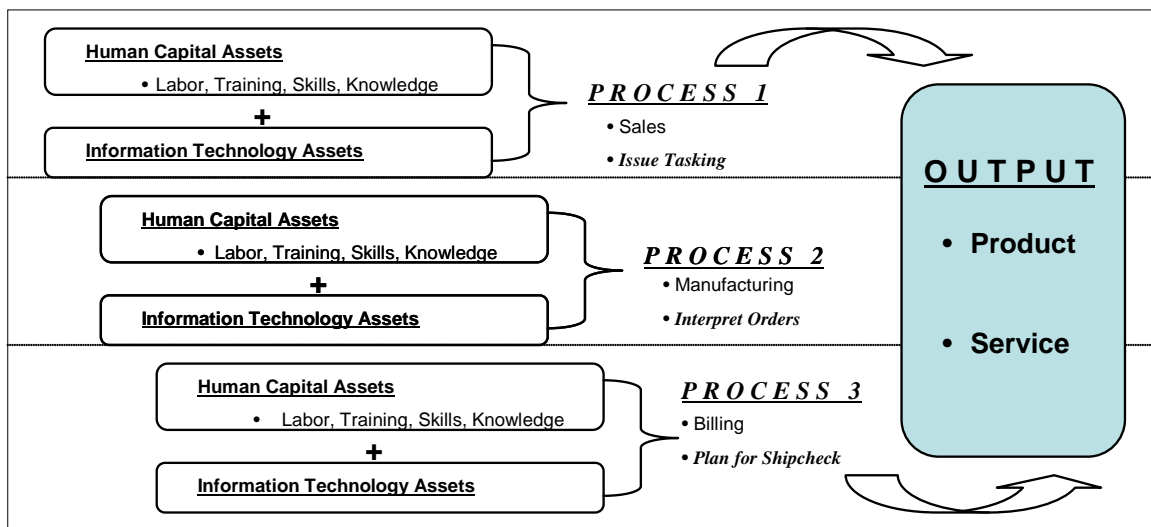 Human Capital Assets
• Labor, Training, Skills, Knowledge
+
Information Technology Assets
PROCESS 1
• Sales
• Issue Tasking
Human Capital Assets
• Labor, Training, Skills, Knowledge
+
Information Technology Assets
PROCESS 2
• Manufacturing
• Interpret Orders
Human Capital Assets
• Labor, Training, Skills, Knowledge
+
Information Technology Assets
PROCESS 3
• Billing
• Plan for Shipcheck
OUTPUT
• Product
• Service